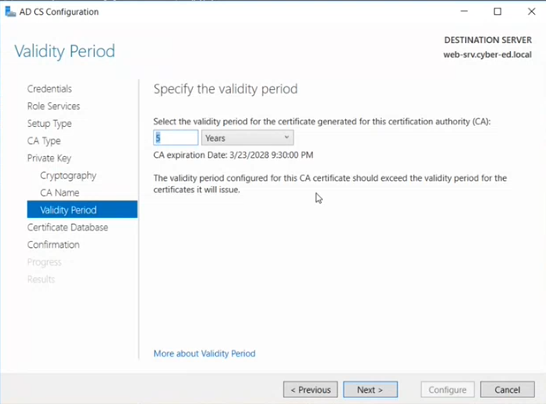 AD CS Configuration
Validity Period
DESTINATION SERVER
web-srv.cyber-ed.local
Credentials
Role Services
Setup Type
CA Type
Private Key
Cryptography
CA Name
Validity Period
Certificate Database
Confirmation
Progress
Results
Specify the validity period
Select the validity period for the certificate generated for this certification authority (CA):
5 Years
CA expiration Date: 3/23/2028 9:30:00 PM
The validity period configured for this CA certificate should exceed the validity period for the
certificates it will issue.
More about Validity Period
< Previous Next > Configure Cancel